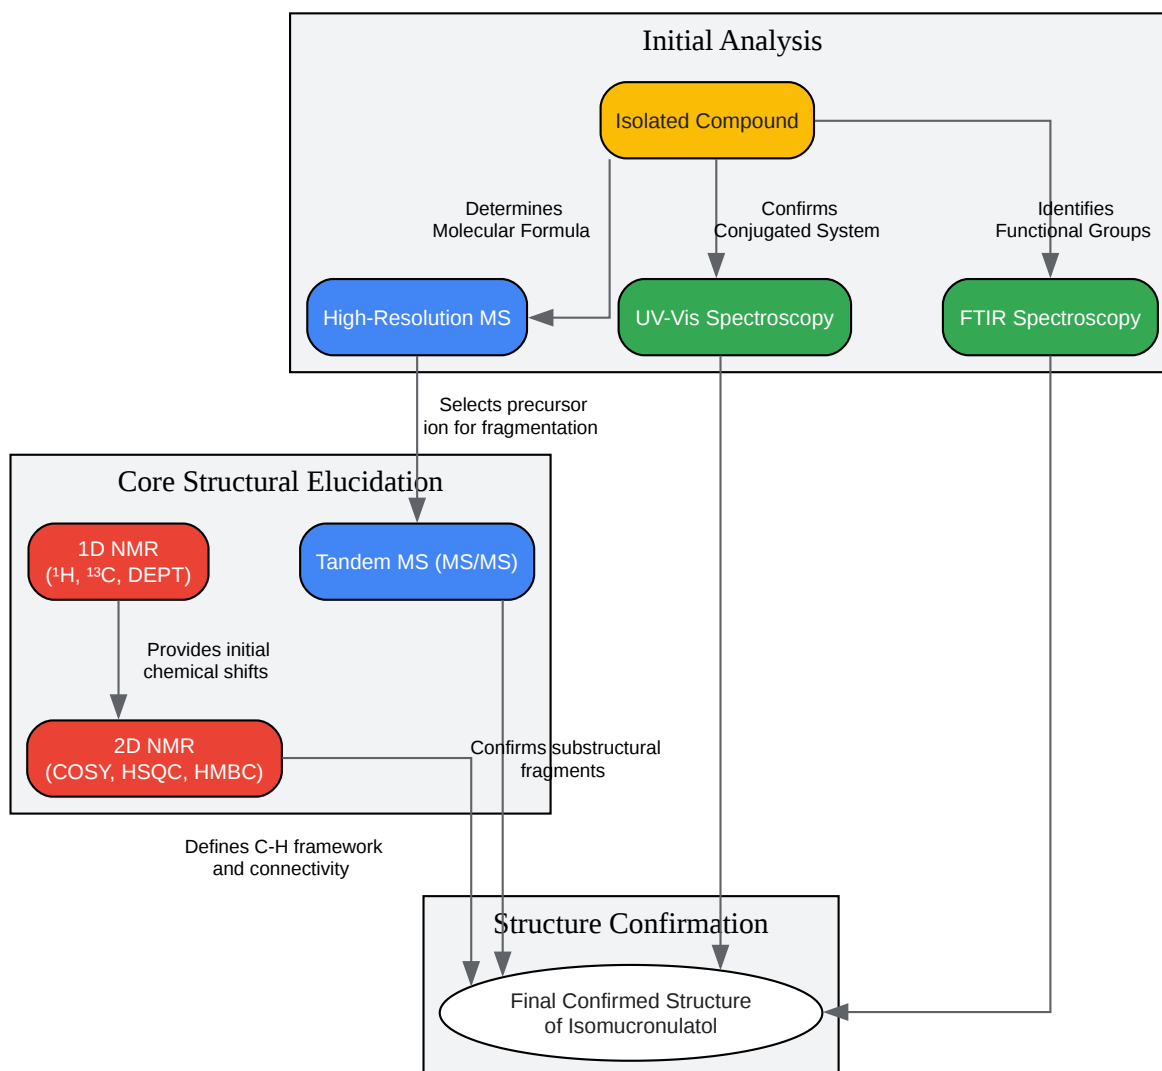 Initial Analysis
Isolated Compound
Determines
Molecular Formula
Confirms
Conjugated System
Identifies
Functional Groups
High-Resolution MS
UV-Vis Spectroscopy
FTIR Spectroscopy
Selects precursor
ion for fragmentation
Core Structural Elucidation
1D NMR
(¹H, ¹³C, DEPT)
Tandem MS (MS/MS)
Provides initial
chemical shifts
2D NMR
(COSY, HSQC, HMBC)
Confirms substructural
fragments
Defines C-H framework
and connectivity
Structure Confirmation
Final Confirmed Structure
of Isomucronulatol